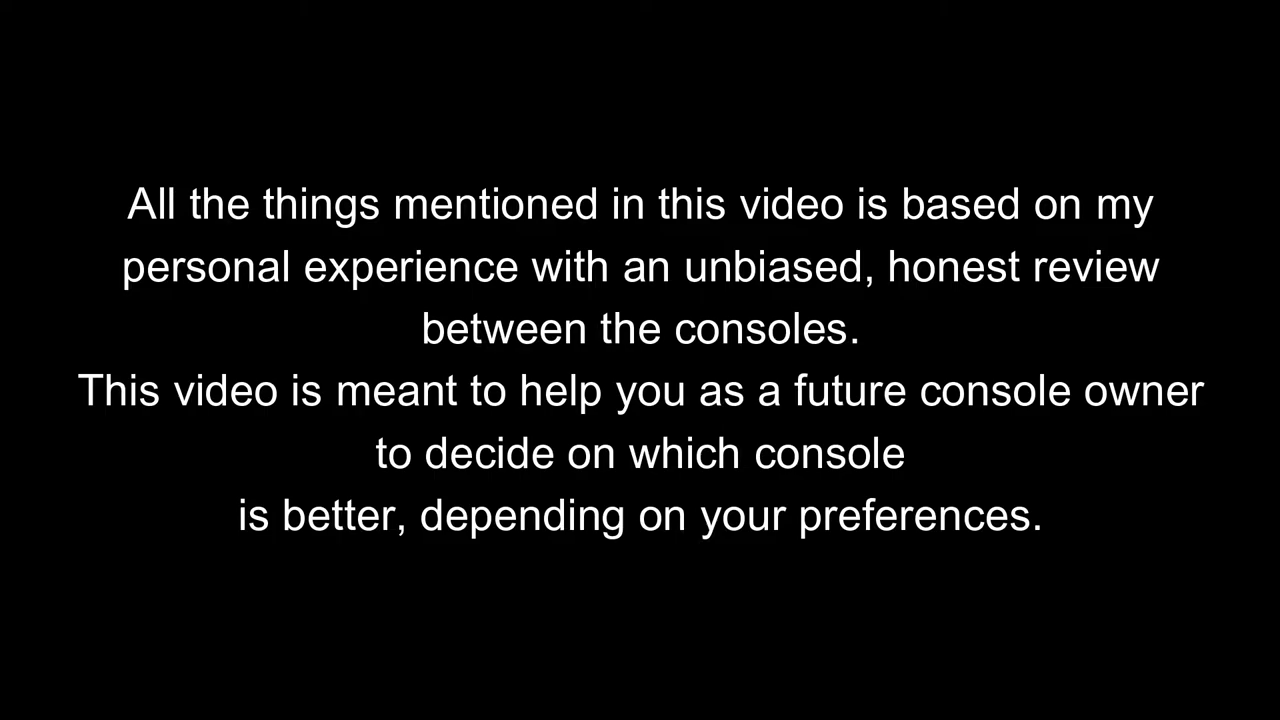 All the things mentioned in this video is based on my
personal experience with an unbiased, honest review
between the consoles.
This video is meant to help you as a future console owner
to decide on which console
is better, depending on your preferences.